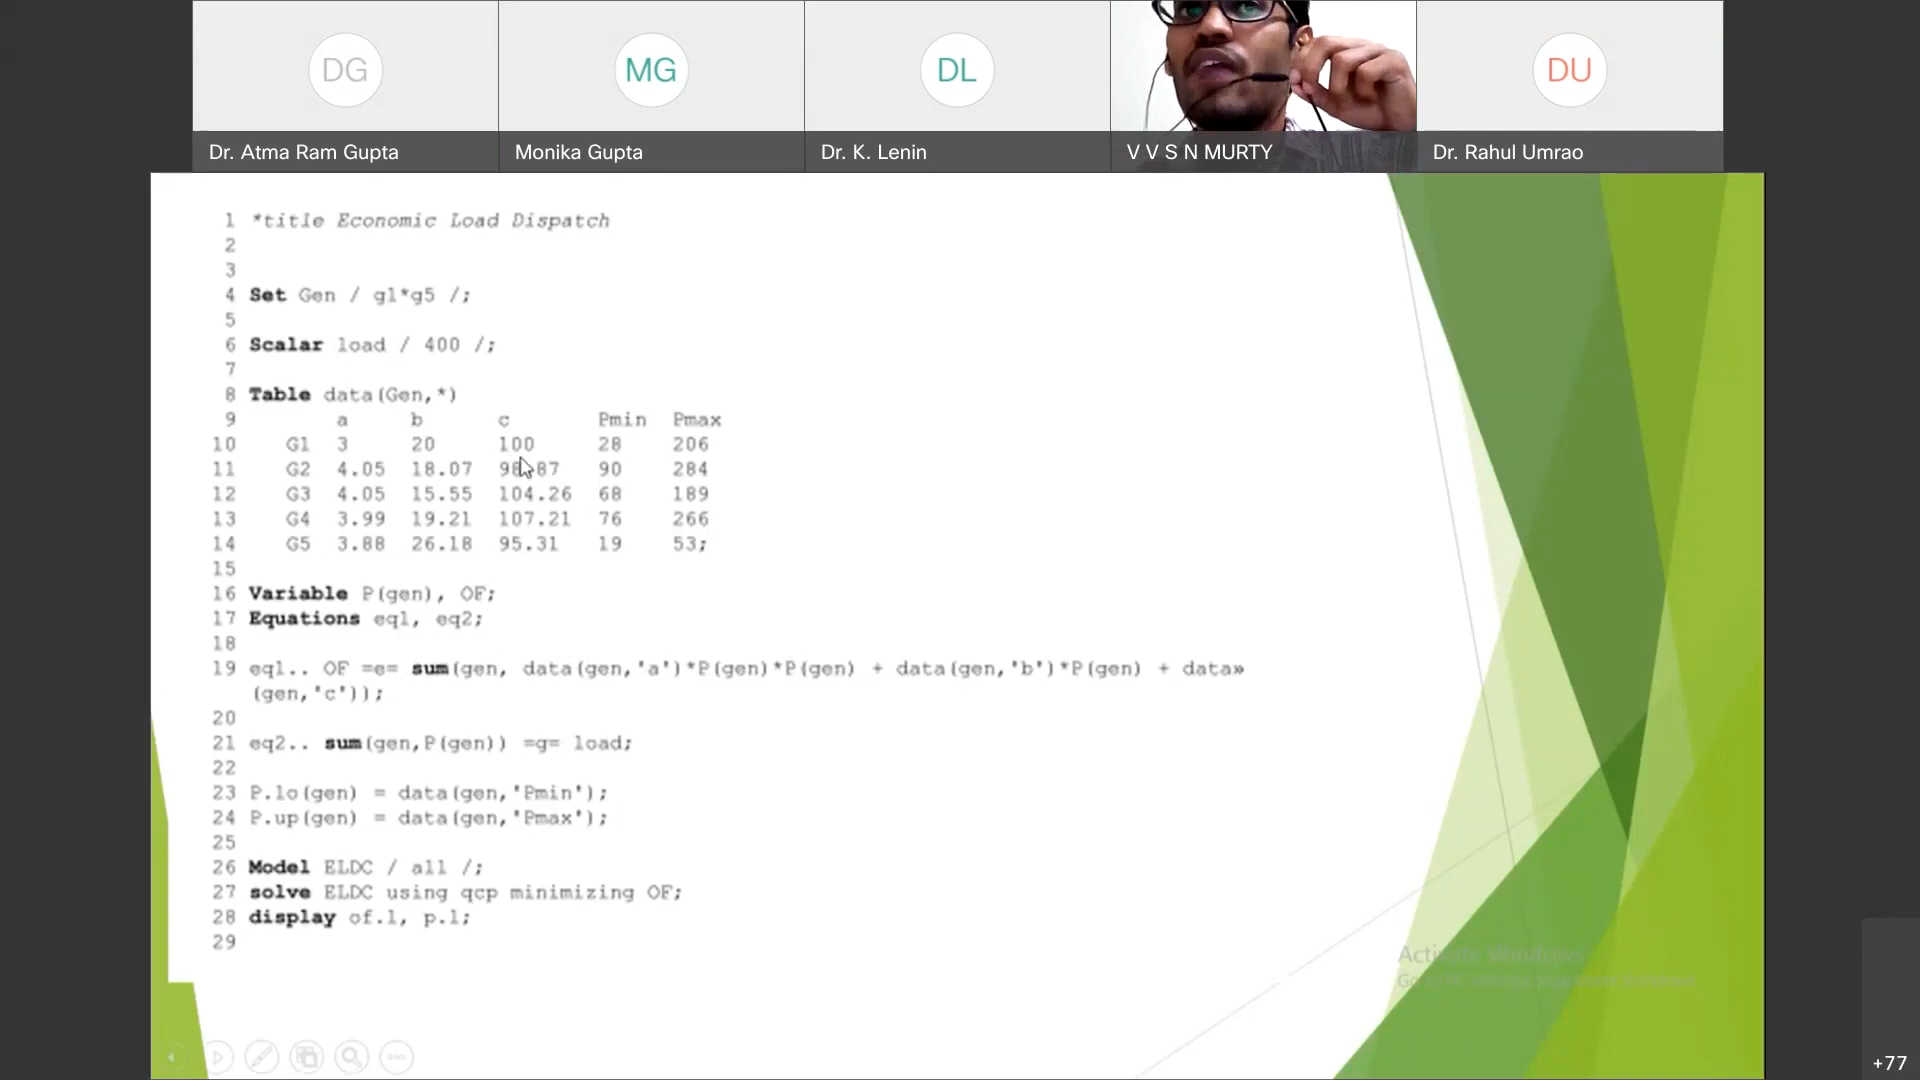 DG
MG
DL
DU
Dr. Atma Ram Gupta
Monika Gupta
Dr. K. Lenin
V V S N MURTY
Dr. Rahul Umrao
1 *title Economic Load Dispatch
2
3
4 Set Gen / g1*g5 /;
5
6 Scalar load / 400 /;
7
8 Table data(Gen,*)
9 a b c Pmin Pmax
10 G1 3 20 100 28 206
11 G2 4.05 18.07 98.87 90 284
12 G3 4.05 15.55 104.26 68 189
13 G4 3.99 19.21 107.21 76 266
14 G5 3.88 26.18 95.31 19 53;
15
16 Variable P(gen), OF;
17 Equations eq1, eq2;
18
19 eq1.. OF =e= sum(gen, data(gen,'a')*P(gen)*P(gen) + data(gen,'b')*P(gen) + data»
(gen,'c'));
20
21 eq2.. sum(gen,P(gen)) =g= load;
22
23 P.lo(gen) = data(gen,'Pmin');
24 P.up(gen) = data(gen,'Pmax');
25
26 Model ELDC / all /;
27 solve ELDC using qcp minimizing OF;
28 display of.l, p.l;
29
Activate Windows
+77